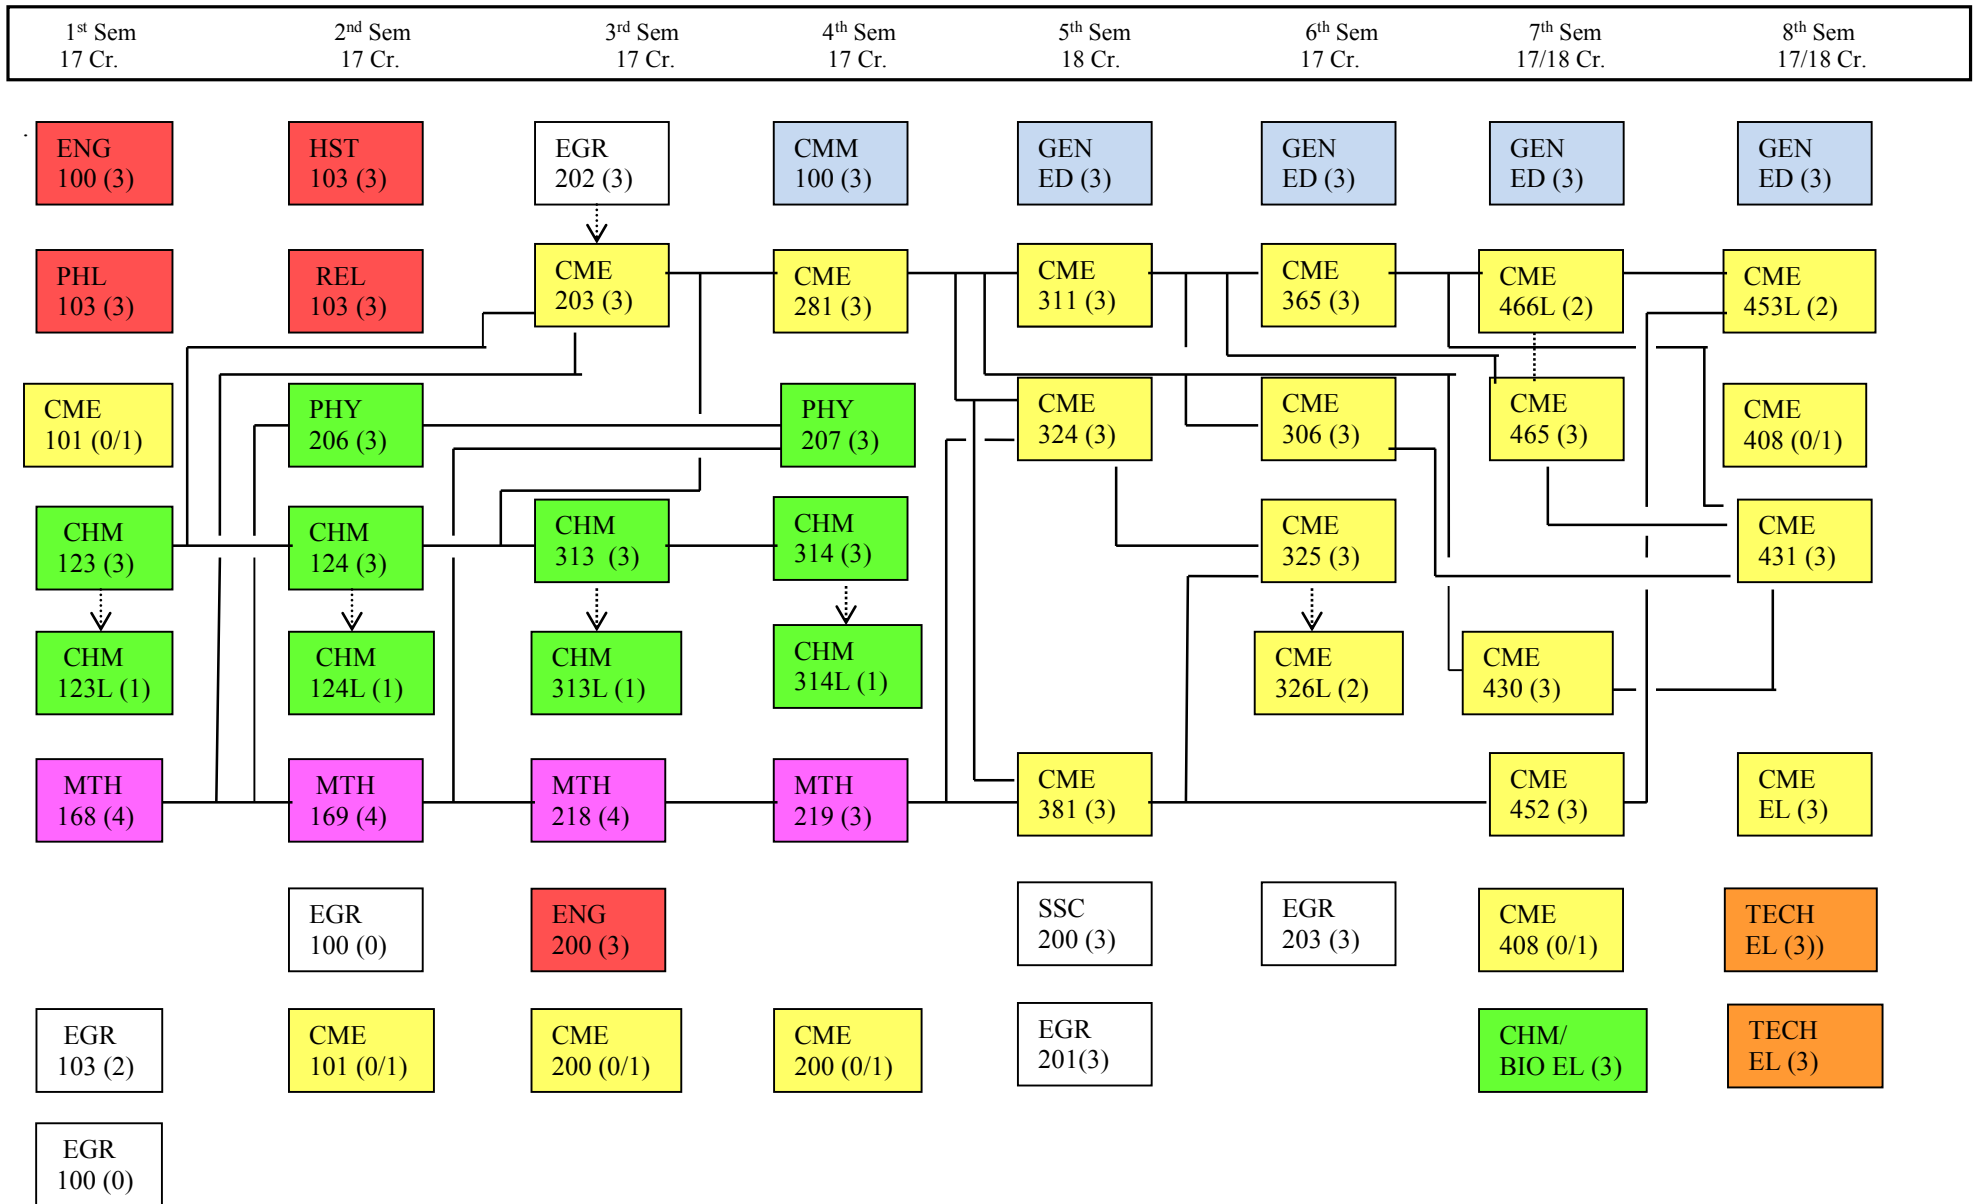 1st Sem
17 Cr.
2nd Sem
17 Cr.
3rd Sem
17 Cr.
4th Sem
17 Cr.
5th Sem
18 Cr.
6th Sem
17 Cr.
7th Sem
17/18 Cr.
8th Sem
17/18 Cr.
ENG
100 (3)
HST
103 (3)
EGR
202 (3)
CMM
100 (3)
GEN
ED (3)
GEN
ED (3)
GEN
ED (3)
GEN
ED (3)
PHL
103 (3)
REL
103 (3)
CME
203 (3)
CME
281 (3)
CME
311 (3)
CME
365 (3)
CME
466L (2)
CME
453L (2)
CME
101 (0/1)
PHY
206 (3)
PHY
207 (3)
CME
324 (3)
CME
306 (3)
CME
465 (3)
CME
408 (0/1)
CHM
123 (3)
CHM
124 (3)
CHM
313 (3)
CHM
314 (3)
CME
325 (3)
CME
431 (3)
CHM
123L (1)
CHM
124L (1)
CHM
313L (1)
CHM
314L (1)
CME
326L (2)
CME
430 (3)
MTH
168 (4)
MTH
169 (4)
MTH
218 (4)
MTH
219 (3)
CME
381 (3)
CME
452 (3)
CME
EL (3)
EGR
100 (0)
ENG
200 (3)
SSC
200 (3)
EGR
203 (3)
CME
408 (0/1)
TECH
EL (3))
EGR
103 (2)
CME
101 (0/1)
CME
200 (0/1)
CME
200 (0/1)
EGR
201(3)
CHM/
BIO EL (3)
TECH
EL (3)
EGR
100 (0)